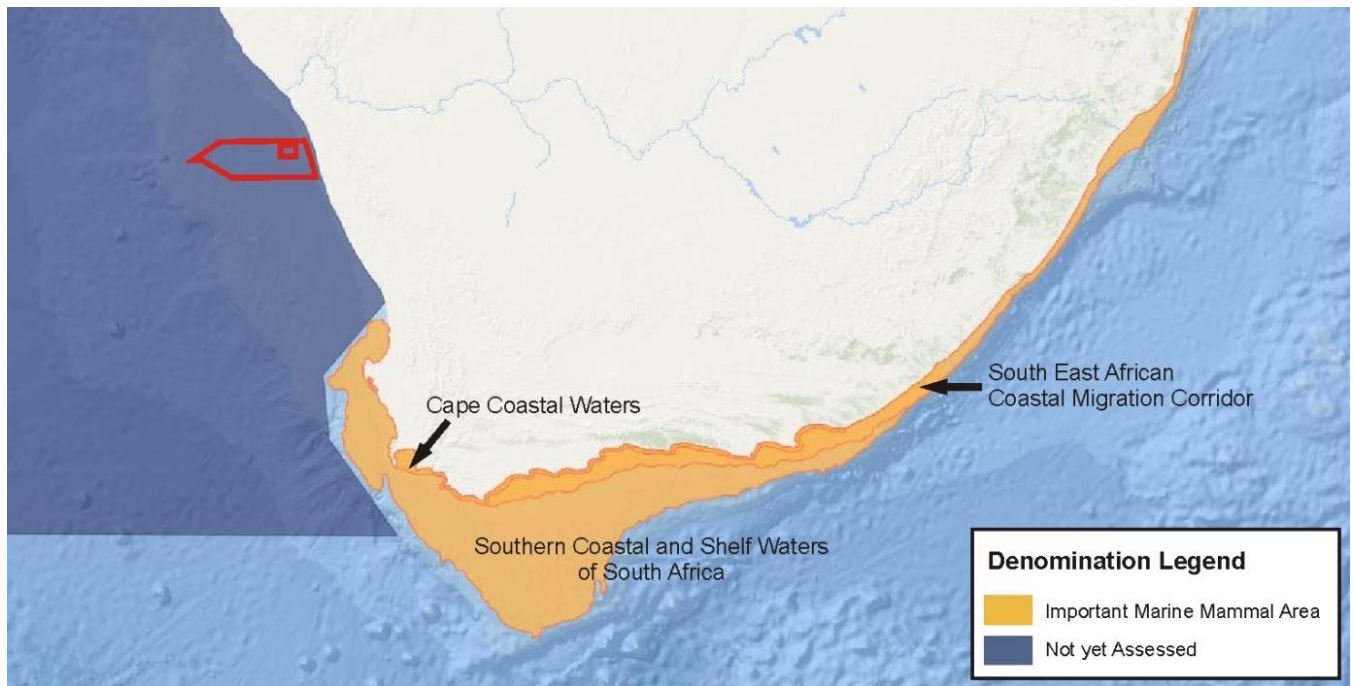 Cape Coastal Waters
South East African
Coastal Migration Corridor
Southern Coastal and Shelf Waters
of South Africa
Denomination Legend
Important Marine Mammal Area
Not yet Assessed